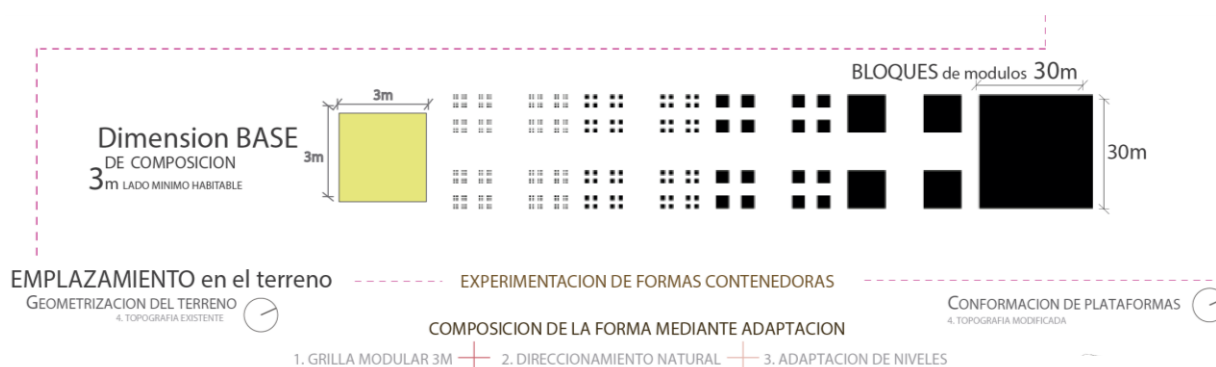 BLOQUES de modulos 30m
3m
Dimension BASE
3m
DE COMPOSICION
30m
3m LADO MINIMO HABITABLE
EMPLAZAMIENTO en el terreno
EXPERIMENTACION DE FORMAS CONTENEDORAS
GEOMETRIZACION DEL TERRENO
4. TOPOGRAFIA EXISTENTE
CONFORMACION DE PLATAFORMAS
4. TOPOGRAFIA MODIFICADA
COMPOSICION DE LA FORMA MEDIANTE ADAPTACION
1. GRILLA MODULAR 3M
2. DIRECCIONAMIENTO NATURAL
3. ADAPTACION DE NIVELES